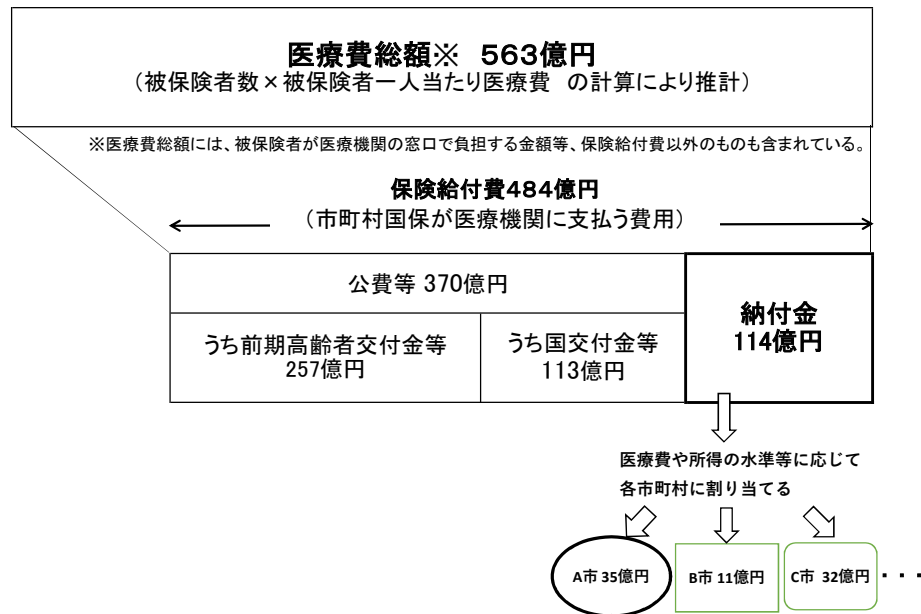 医療費総額※ 563億円
(被保険者数×被保険者一人当たり医療費 の計算により推計)
※医療費総額には、被保険者が医療機関の窓口で負担する金額等、保険給付費以外のものも含まれている。
保険給付費484億円
(市町村国保が医療機関に支払う費用)
公費等 370億円
うち前期高齢者交付金等
257億円
うち国交付金等
113億円
納付金
114億円
医療費や所得の水準等に応じて
各市町村に割り当てる
A市 35億円
B市 11億円
C市 32億円
・・・